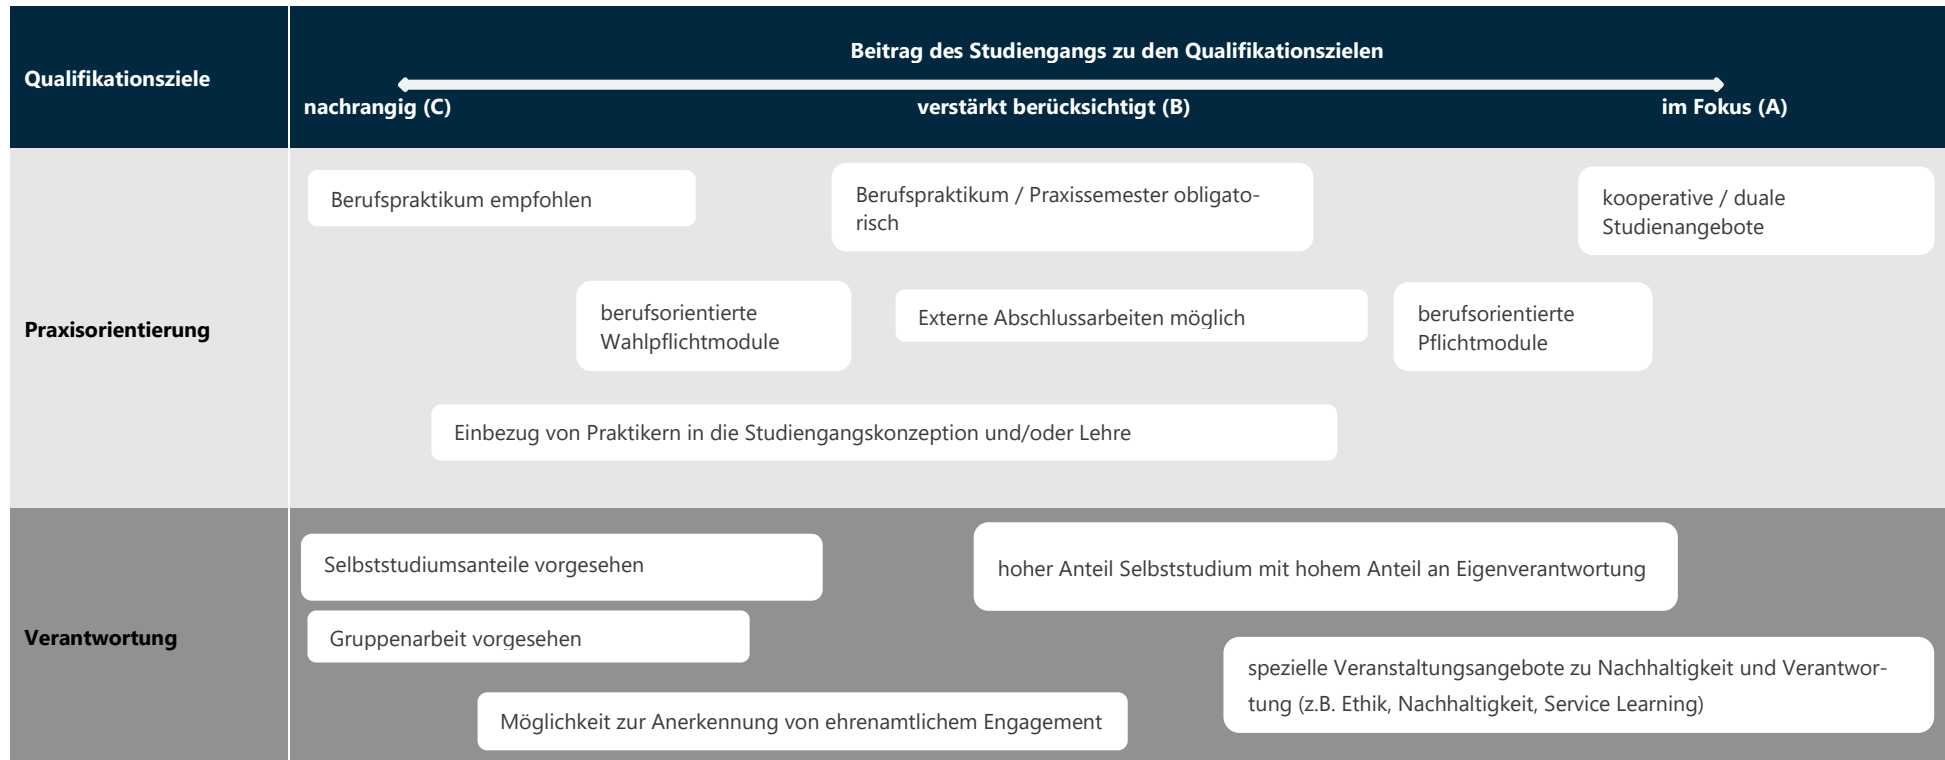 Qualifikationsziele
Beitrag des Studiengangs zu den Qualifikationszielen
nachrangig (C)
verstärkt berücksichtigt (B)
im Fokus (A)
Praxisorientierung
Berufspraktikum empfohlen
Berufspraktikum / Praxissemester obligato-
risch
kooperative / duale
Studienangebote
berufsorientierte
Wahlpflichtmodule
Externe Abschlussarbeiten möglich
berufsorientierte
Pflichtmodule
Einbezug von Praktikern in die Studiengangskonzeption und/oder Lehre
Verantwortung
Selbststudiumsanteile vorgesehen
hoher Anteil Selbststudium mit hohem Anteil an Eigenverantwortung
Gruppenarbeit vorgesehen
spezielle Veranstaltungsangebote zu Nachhaltigkeit und Verantwor-
tung (z.B. Ethik, Nachhaltigkeit, Service Learning)
Möglichkeit zur Anerkennung von ehrenamtlichem Engagement